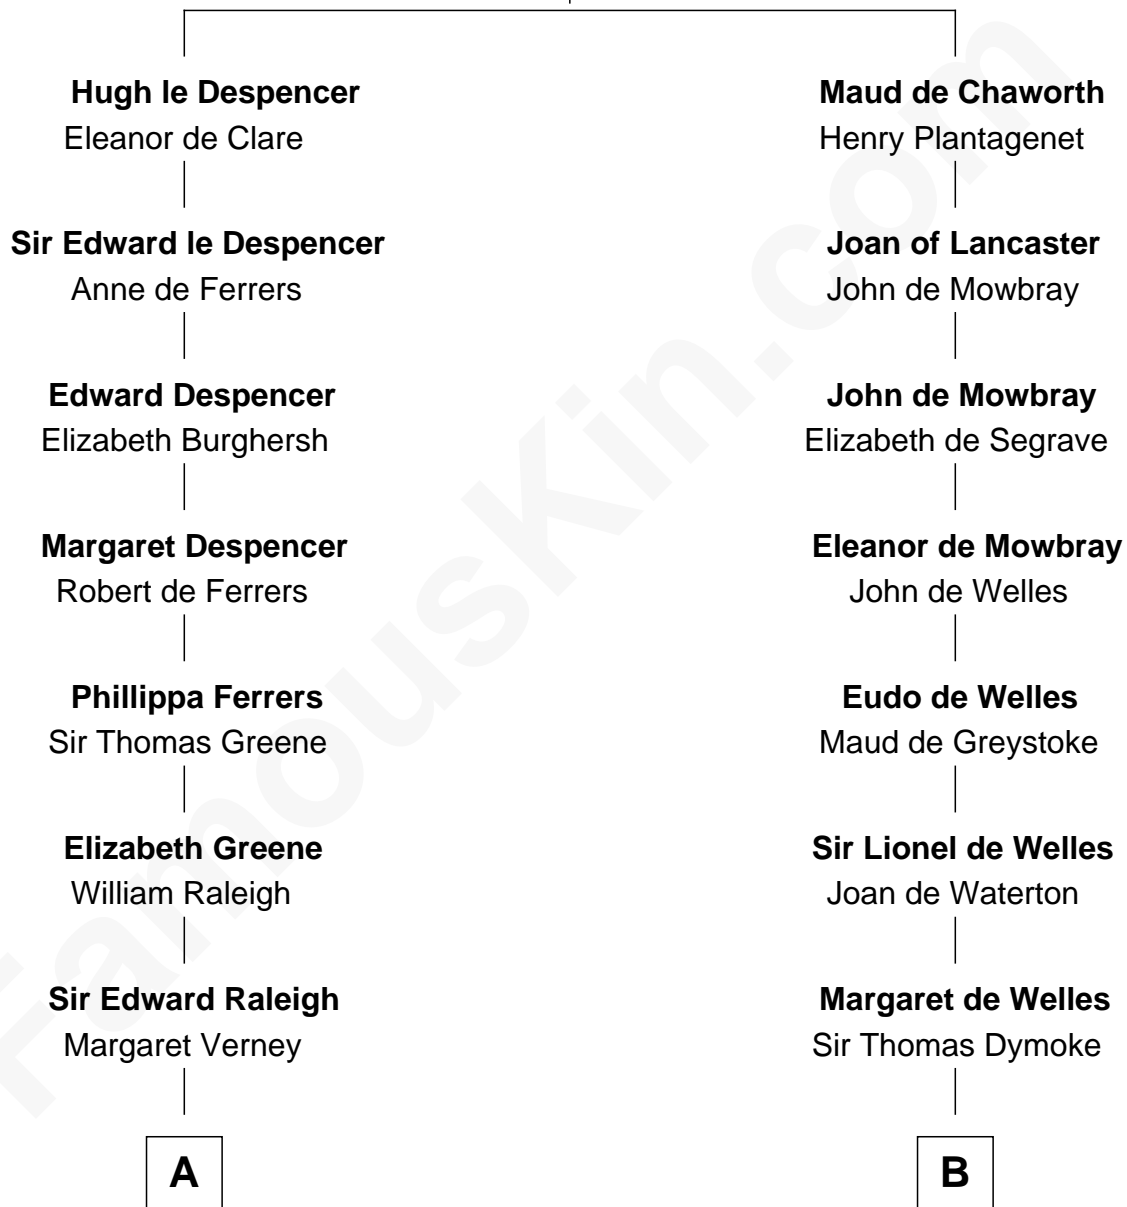 Hugh le Despencer
Eleanor de Clare
Sir Edward le Despencer
Anne de Ferrers
Edward Despencer
Elizabeth Burghersh
Margaret Despencer
Robert de Ferrers
Phillippa Ferrers
Sir Thomas Greene
Elizabeth Greene
William Raleigh
Sir Edward Raleigh
Margaret Verney
A
Maud de Chaworth
Henry Plantagenet
Joan of Lancaster
John de Mowbray
John de Mowbray
Elizabeth de Segrave
Eleanor de Mowbray
John de Welles
Eudo de Welles
Maud de Greystoke
Sir Lionel de Welles
Joan de Waterton
Margaret de Welles
Sir Thomas Dymoke
B
FamousKin.com